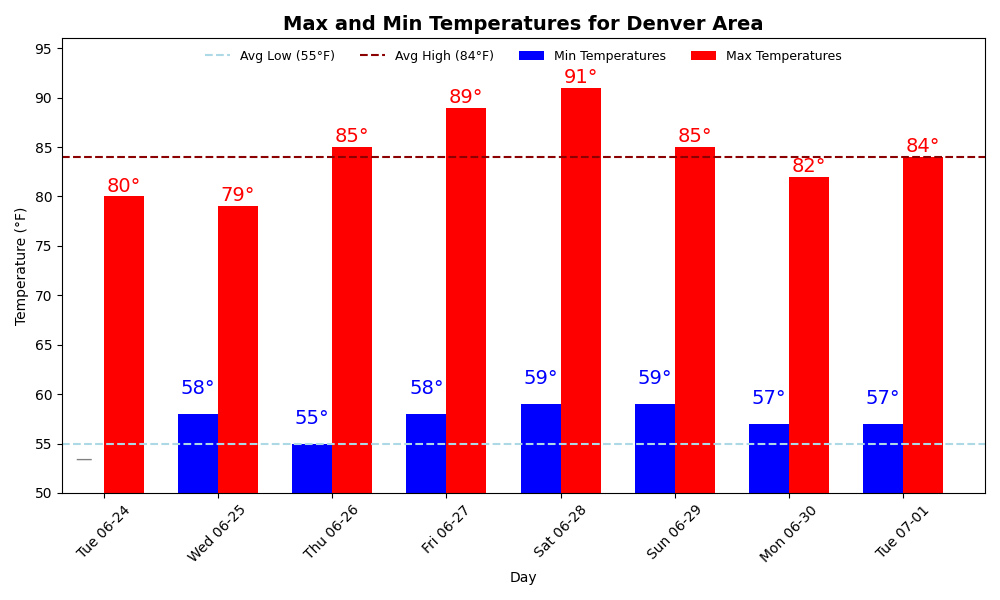 Max and Min Temperatures for Denver Area
Avg Low (55°F) Avg High (84°F) Min Temperatures Max Temperatures
95
90
85
80
75
70
65
60
55
50
Temperature (°F)
80° 79° 85° 89° 91° 85° 82° 84°
— 58° 55° 58° 59° 59° 57° 57°
Tue 06-24 Wed 06-25 Thu 06-26 Fri 06-27 Sat 06-28 Sun 06-29 Mon 06-30 Tue 07-01
Day